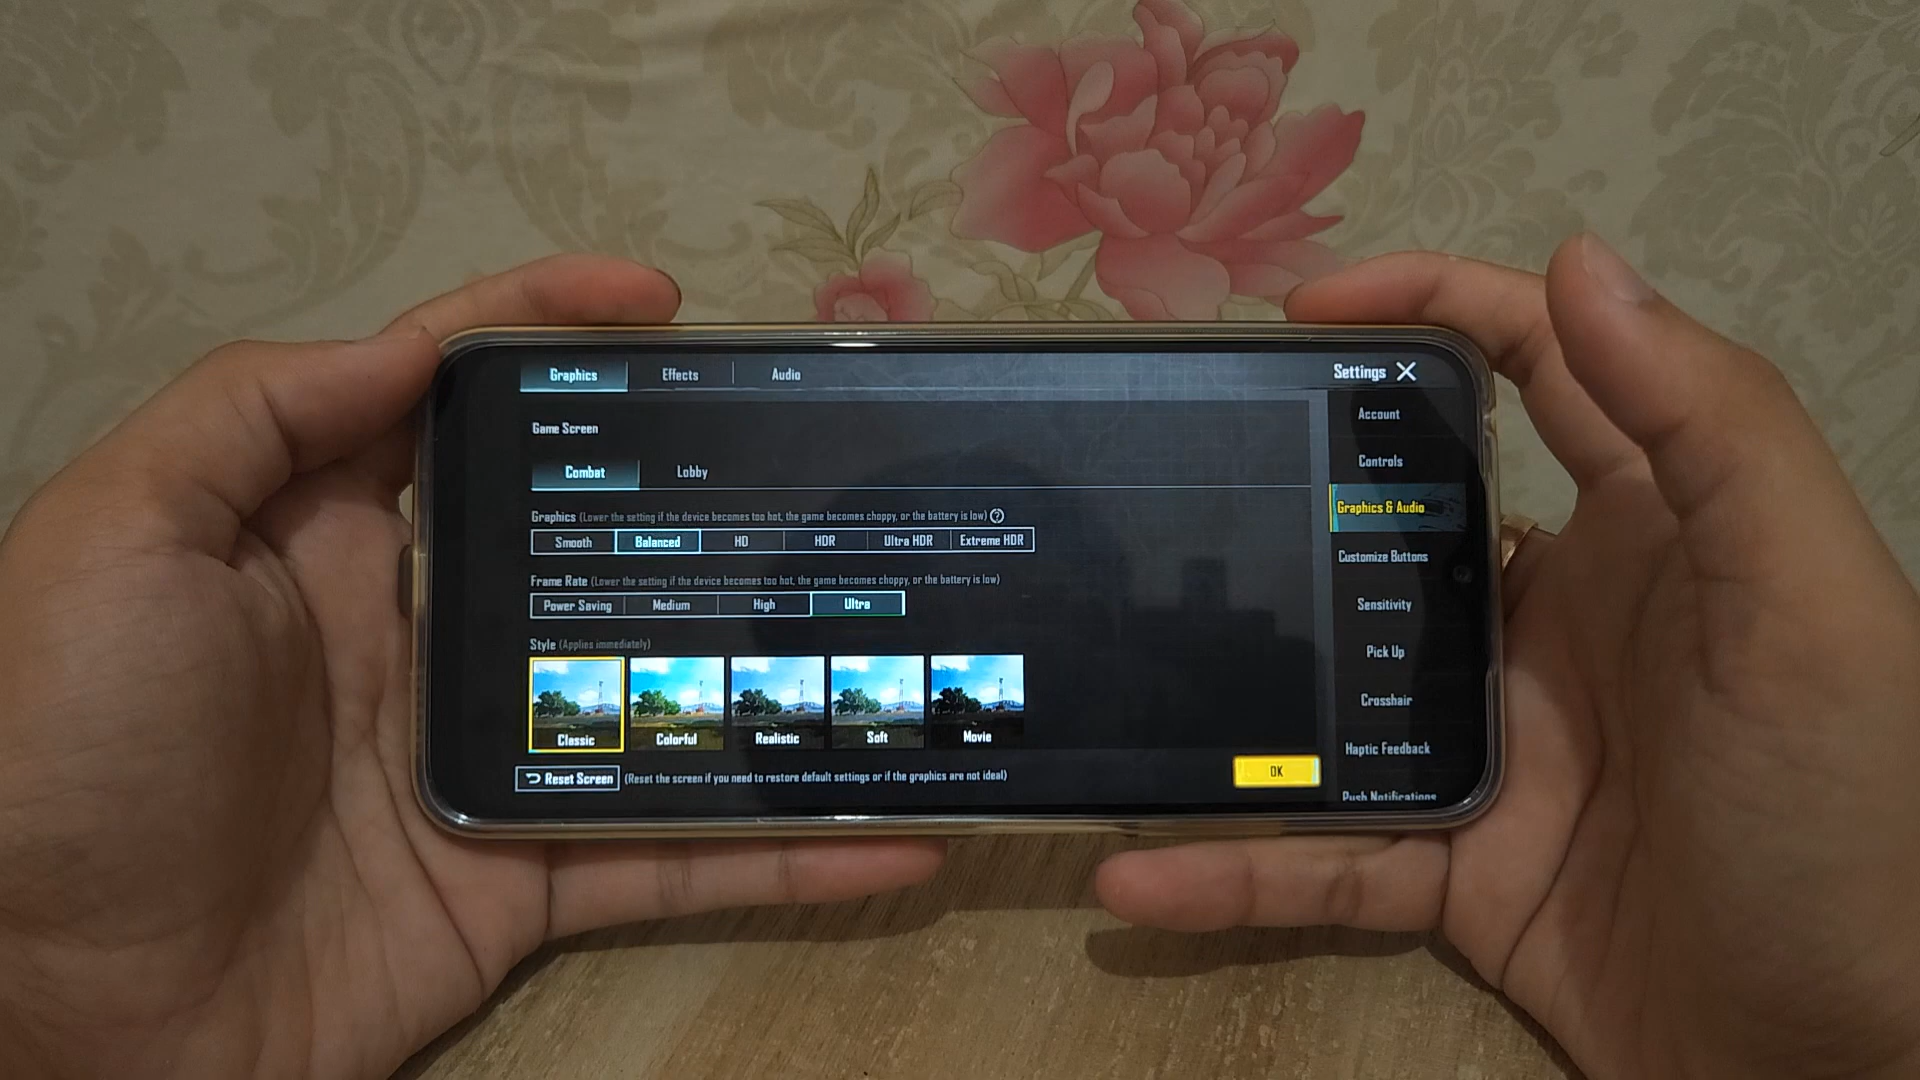 Graphics Effects Audio
Settings
Game Screen
Combat Lobby
Graphics (Lower the setting if the device becomes too hot, the game becomes choppy, or the battery is low) ?
Smooth Balanced HD HDR Ultra HDR Extreme HDR
Frame Rate (Lower the setting if the device becomes too hot, the game becomes choppy, or the battery is low)
Power Saving Medium High Ultra
Style (Applies immediately)
Classic Colorful Realistic Soft Movie
Reset Screen (Reset the screen if you need to restore default settings or if the graphics are not ideal)
OK
Account
Controls
Graphics & Audio
Customize Buttons
Sensitivity
Pick Up
Crosshair
Haptic Feedback
Push Notifications